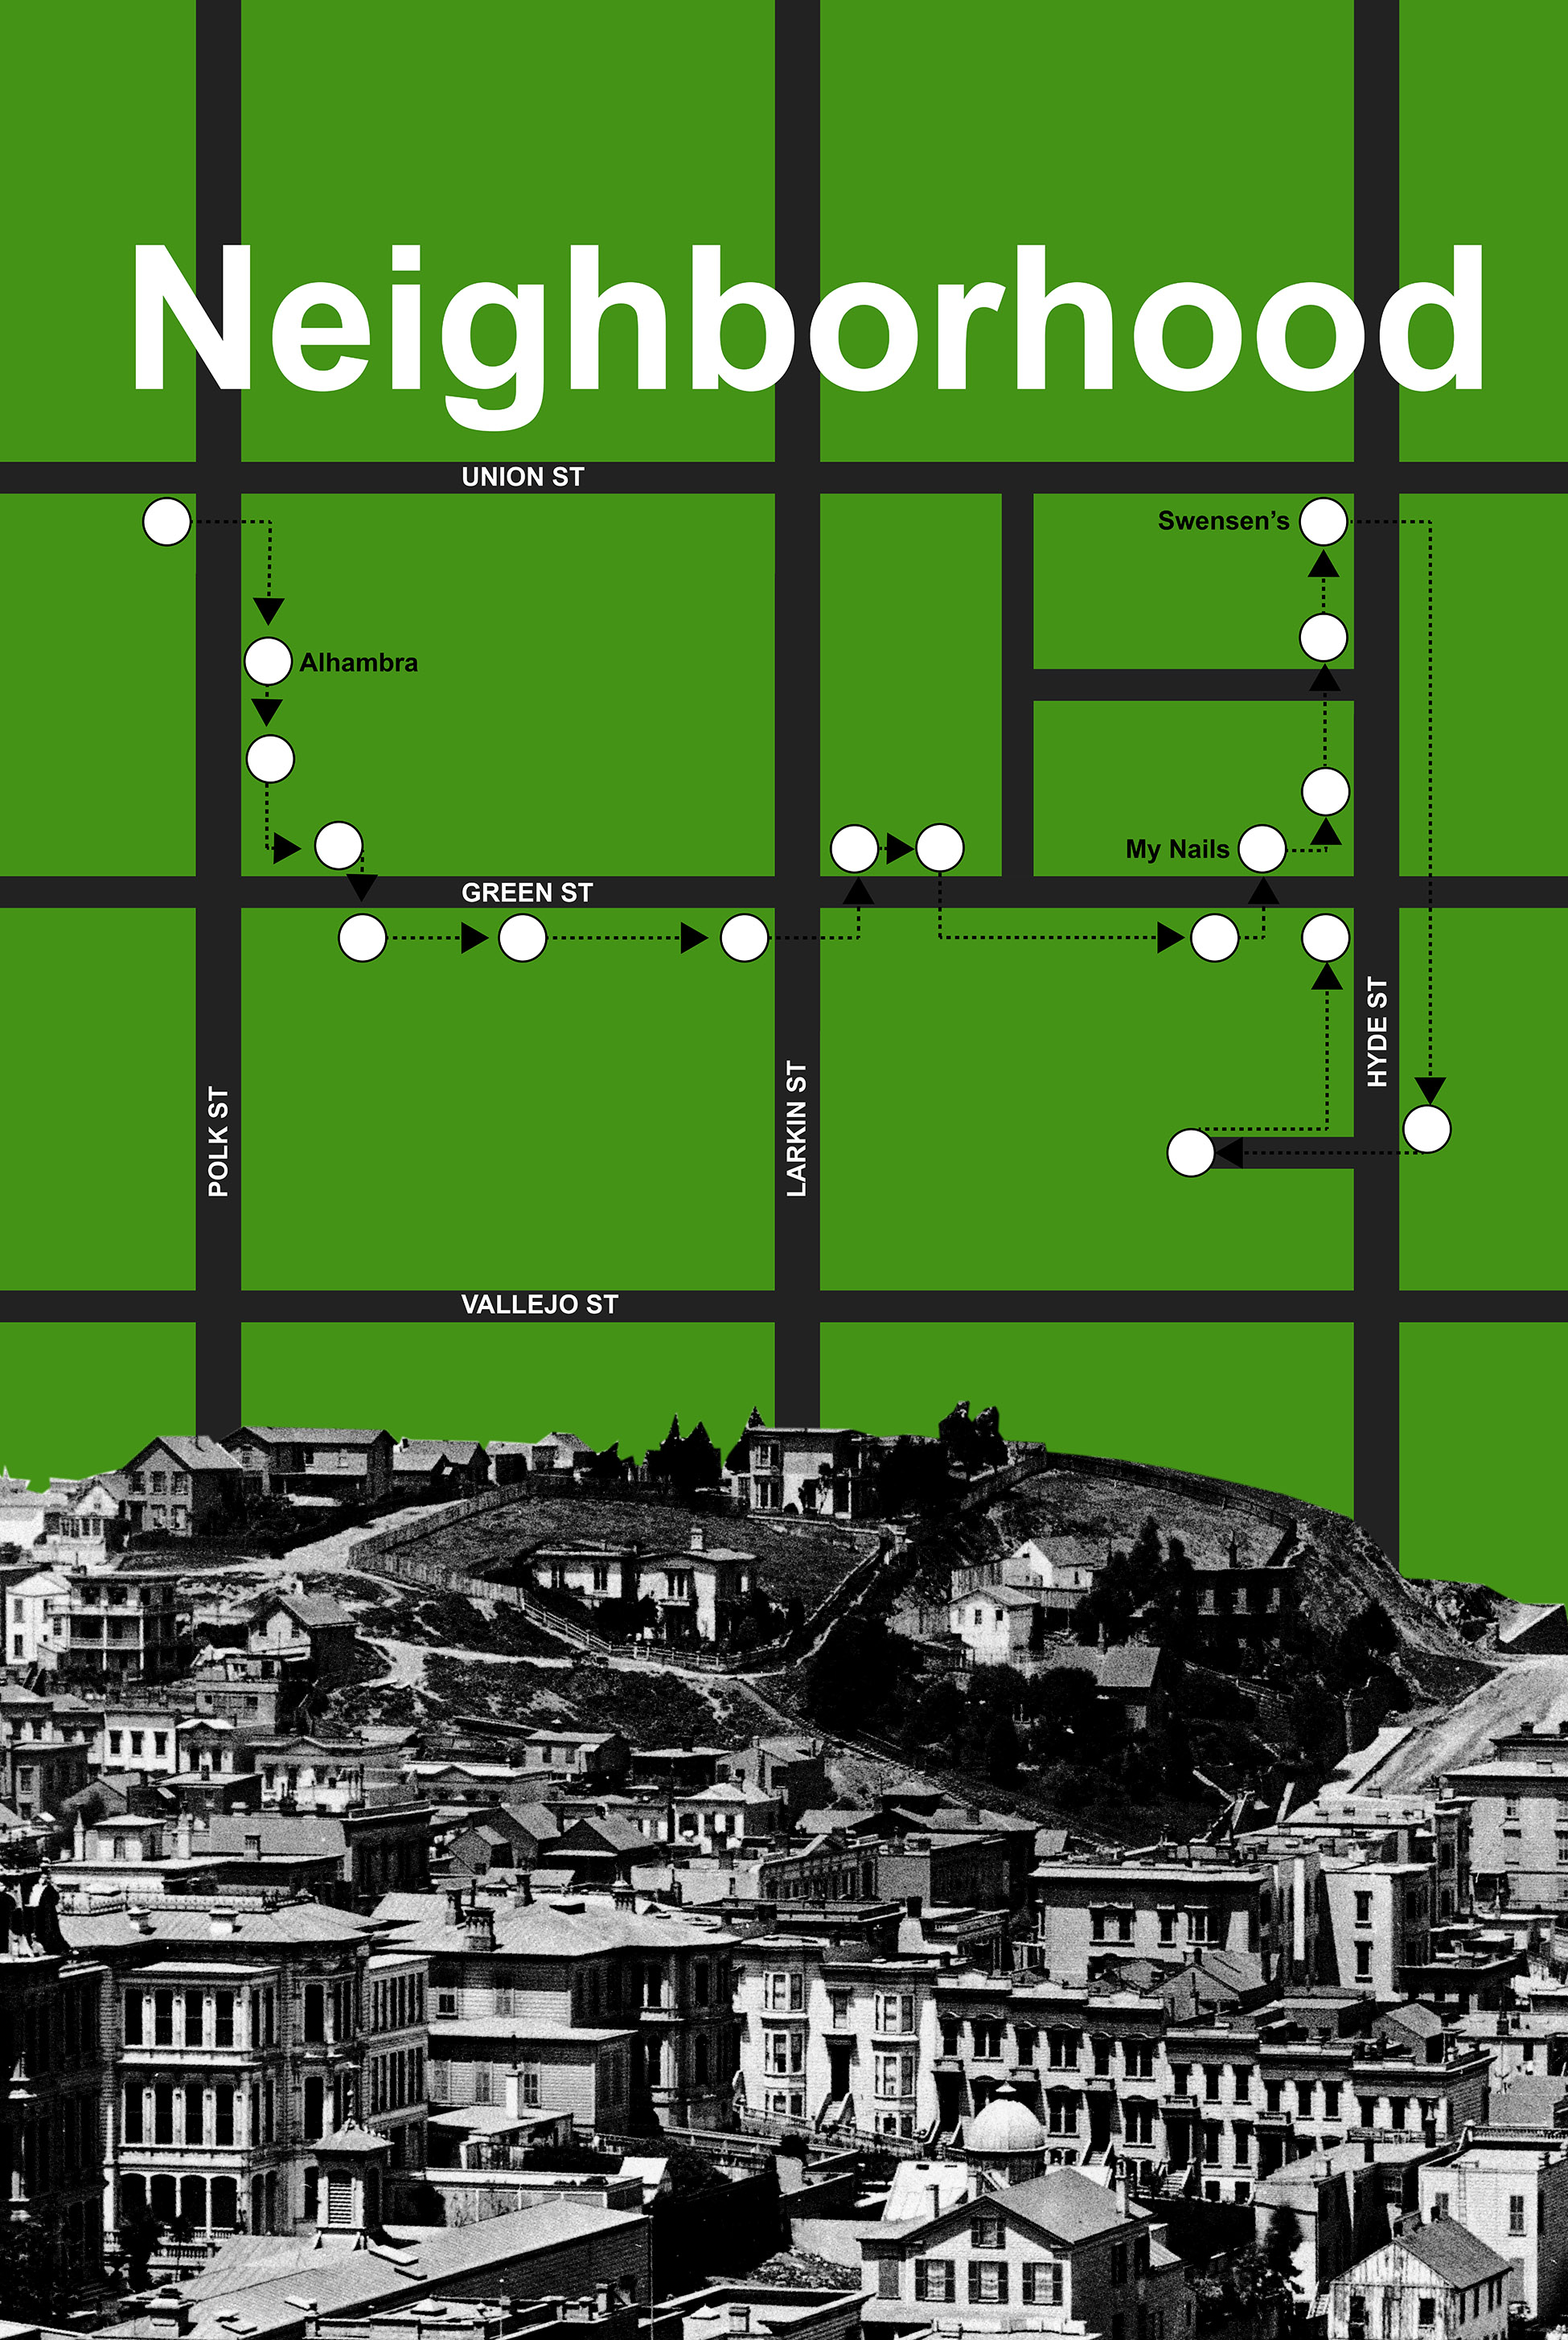 Neighborhood
UNION ST
Swensen’s
Alhambra
My Nails
GREEN ST
HYDE ST
POLK ST
LARKIN ST
VALLEJO ST